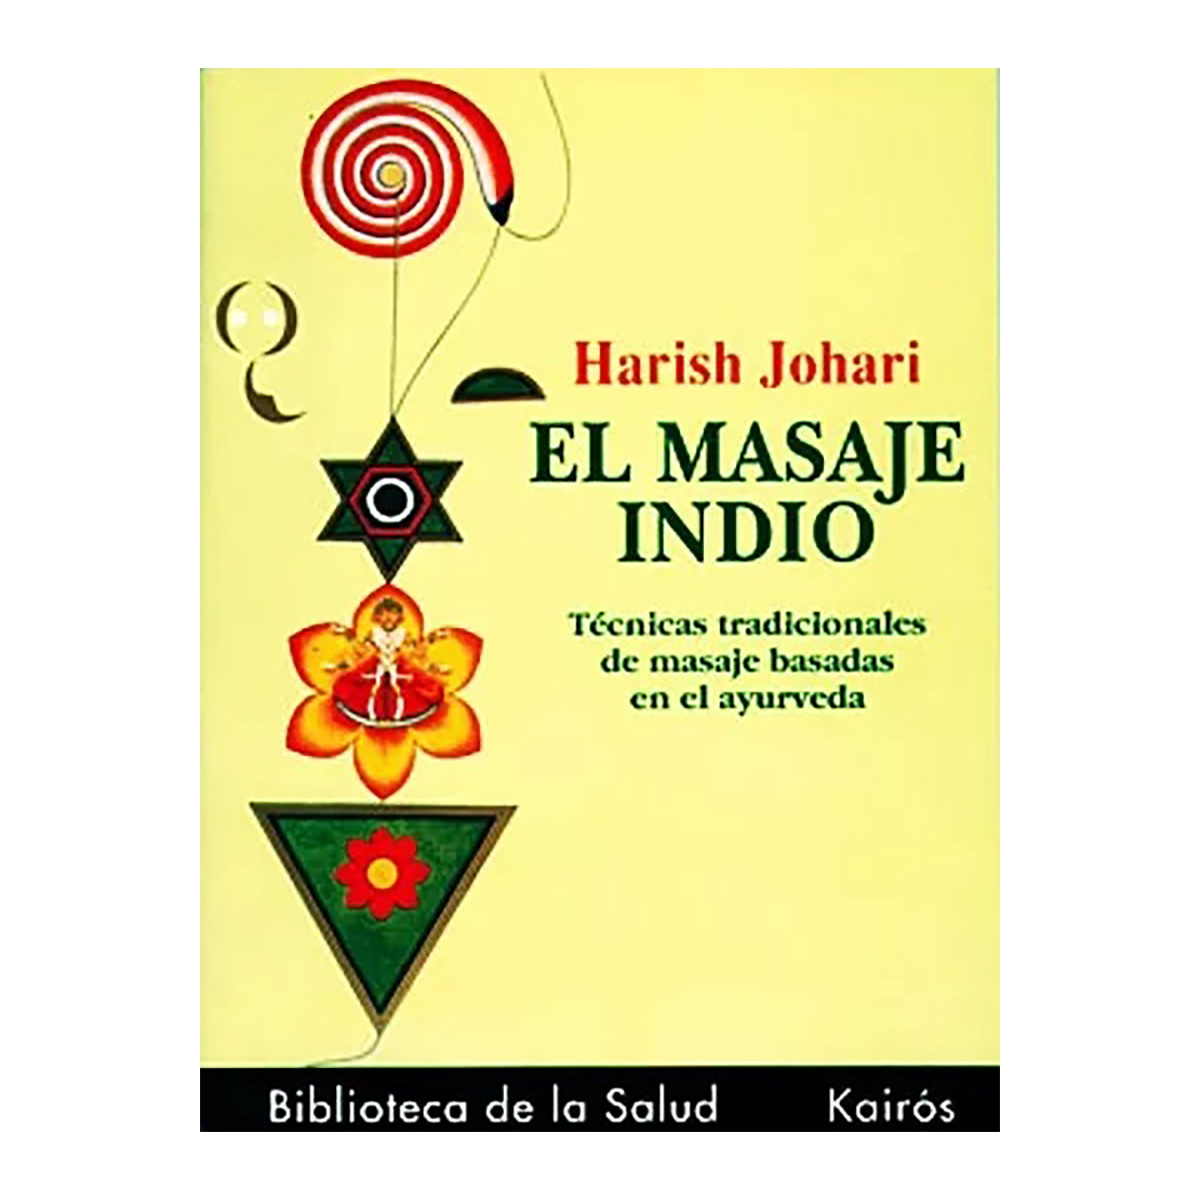 Harish Johari
EL MASAJE
INDIO
Técnicas tradicionales
de masaje basadas
en el ayurveda
Biblioteca de la Salud Kairós